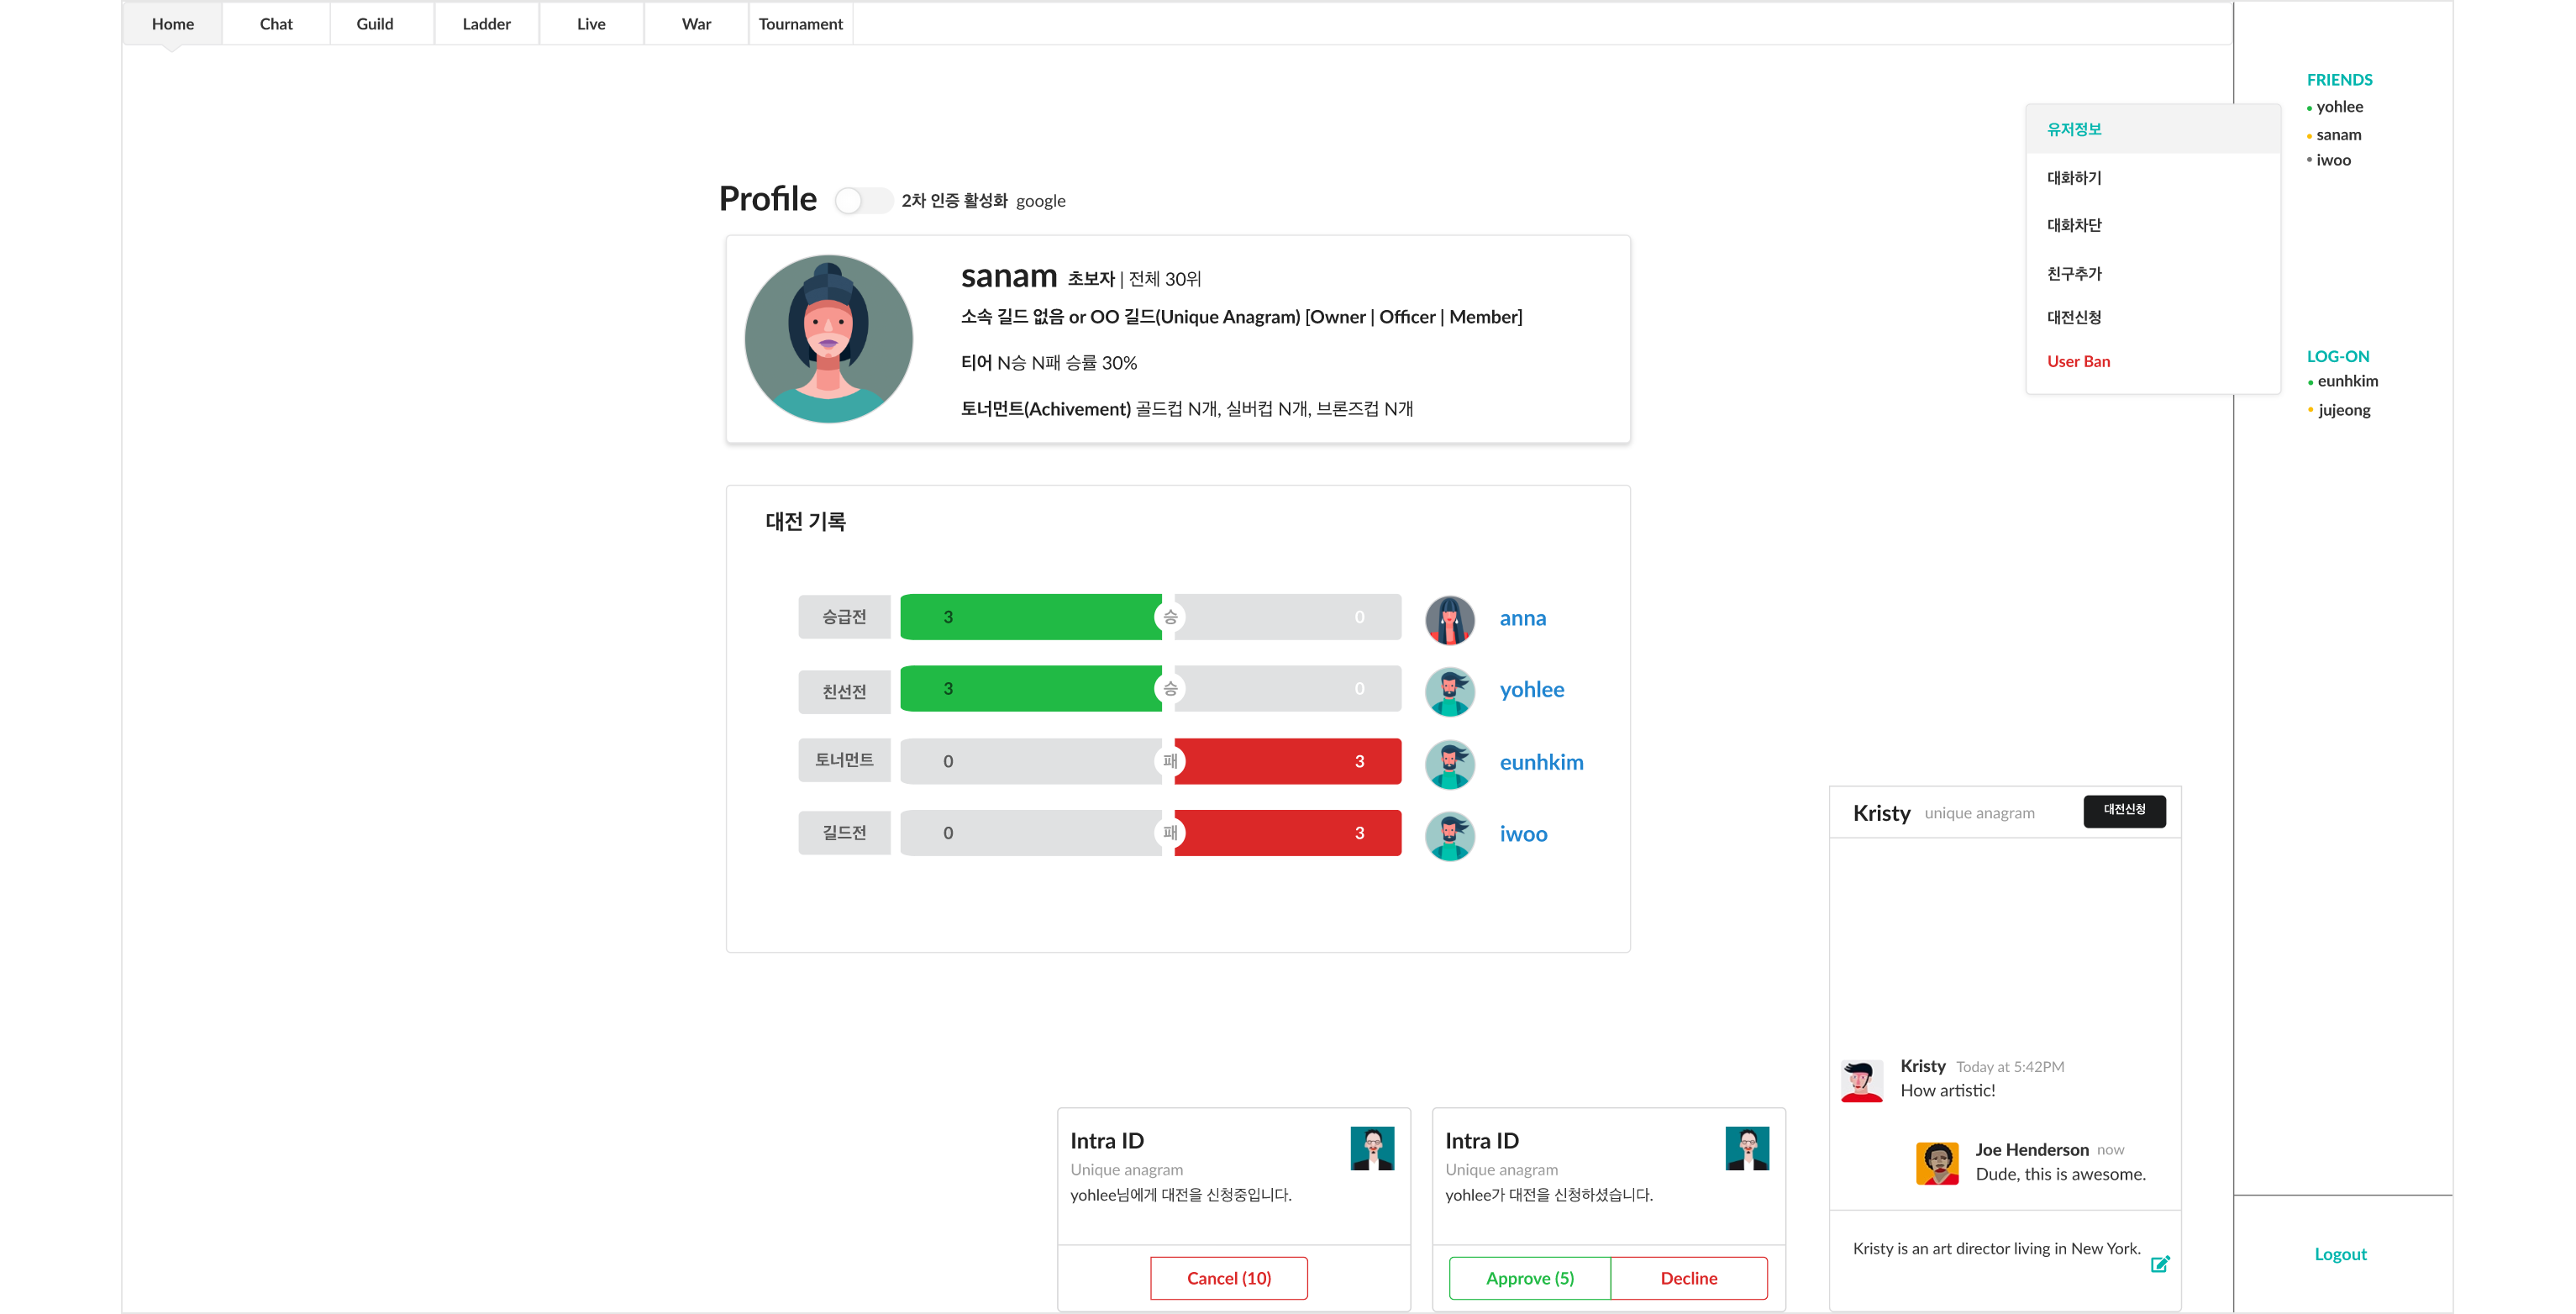 Home Chat Guild Ladder Live War Tournament
Profile 2차 인증 활성화 google
sanam 초보자 | 전체 30위
소속 길드 없음 or OO 길드(Unique Anagram) [Owner | Officer | Member]
티어 N승 N패 승률 30%
토너먼트(Achivement) 골드컵 N개, 실버컵 N개, 브론즈컵 N개
대전 기록
승급전 3 승 0 anna
친선전 3 승 0 yohlee
토너먼트 0 패 3 eunhkim
길드전 0 패 3 iwoo
유저정보
대화하기
대화차단
친구추가
대전신청
User Ban
FRIENDS
yohlee
sanam
iwoo
LOG-ON
eunhkim
jujeong
Intra ID
Unique anagram
yohlee님에게 대전을 신청중입니다.
Cancel (10)
Intra ID
Unique anagram
yohlee가 대전을 신청하셨습니다.
Approve (5) Decline
Kristy unique anagram 대전신청
Kristy Today at 5:42PM
How artistic!
Joe Henderson now
Dude, this is awesome.
Kristy is an art director living in New York.
Logout